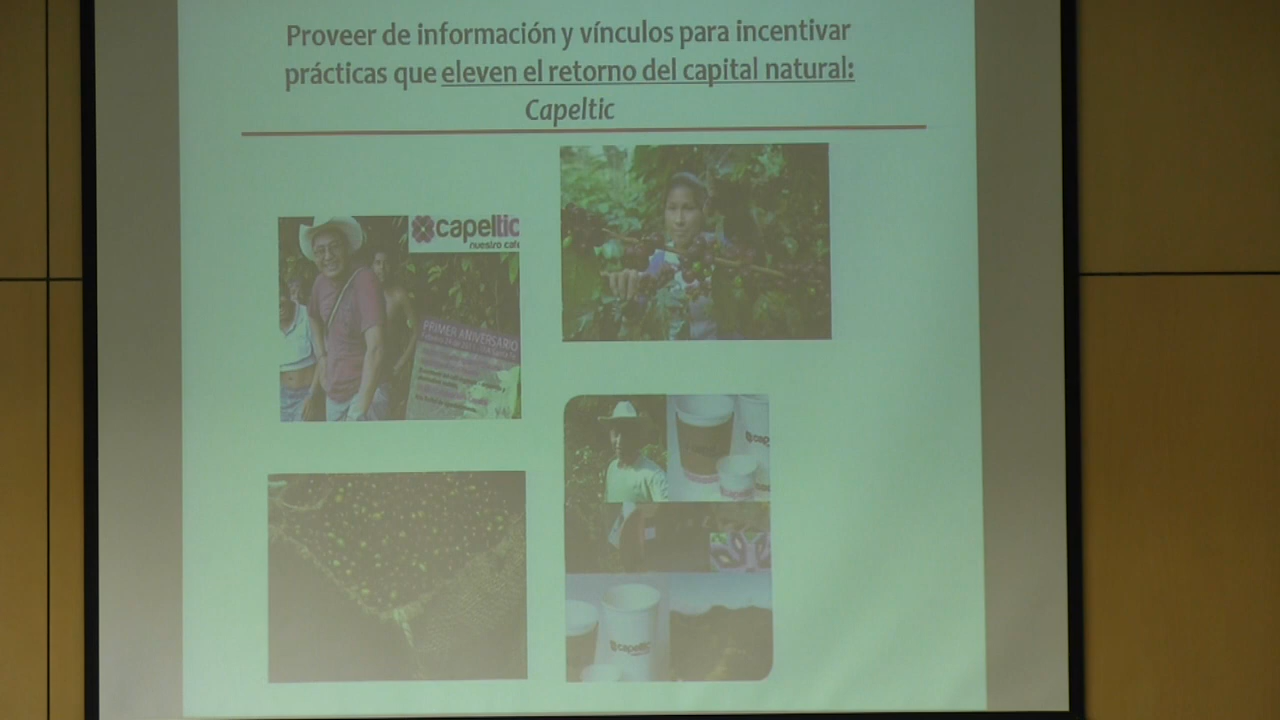 Proveer de información y vínculos para incentivar
prácticas que eleven el retorno del capital natural:
Capeltic
capeltic
nuestro café
PRIMER ANIVERSARIO
capeltic